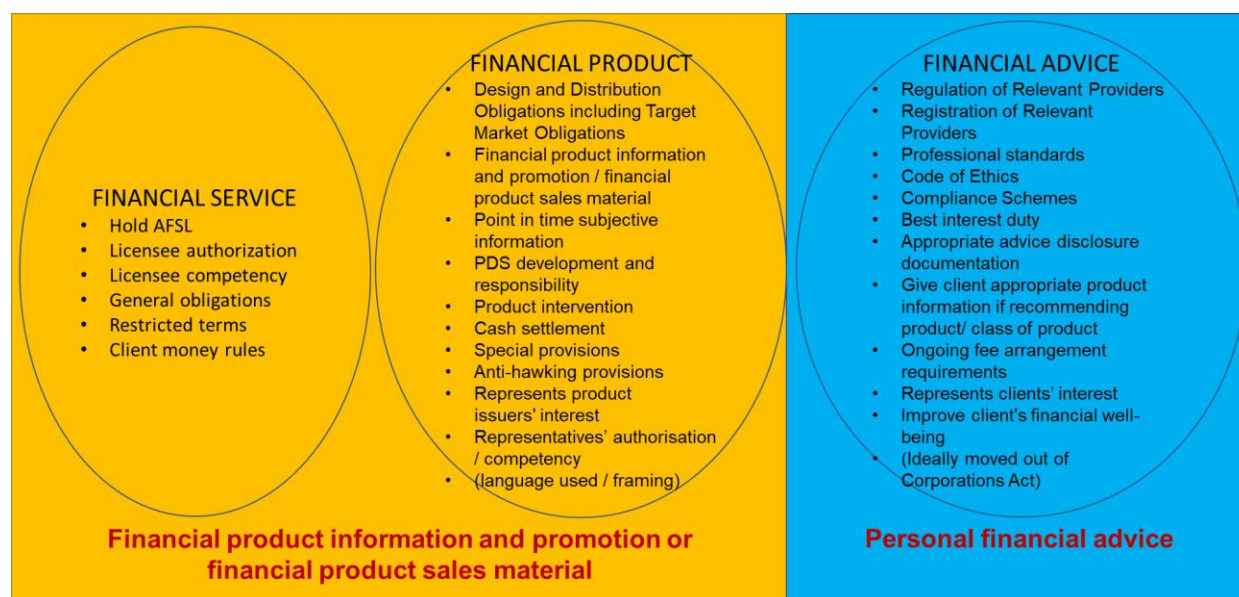 FINANCIAL SERVICE
• Hold AFSL
• Licensee authorization
• Licensee competency
• General obligations
• Restricted terms
• Client money rules
FINANCIAL PRODUCT
• Design and Distribution
Obligations including Target
Market Obligations
• Financial product information
and promotion / financial
product sales material
• Point in time subjective
information
• PDS development and
responsibility
• Product intervention
• Cash settlement
• Special provisions
• Anti-hawking provisions
• Represents product
issuers' interest
• Representatives' authorisation
/ competency
• (language used / framing)
Financial product information and promotion or
financial product sales material
FINANCIAL ADVICE
• Regulation of Relevant Providers
• Registration of Relevant
Providers
• Professional standards
• Code of Ethics
• Compliance Schemes
• Best interest duty
• Appropriate advice disclosure
documentation
• Give client appropriate product
information if recommending
product/ class of product
• Ongoing fee arrangement
requirements
• Represents clients' interest
• Improve client's financial well-
being
• (Ideally moved out of
Corporations Act)
Personal financial advice